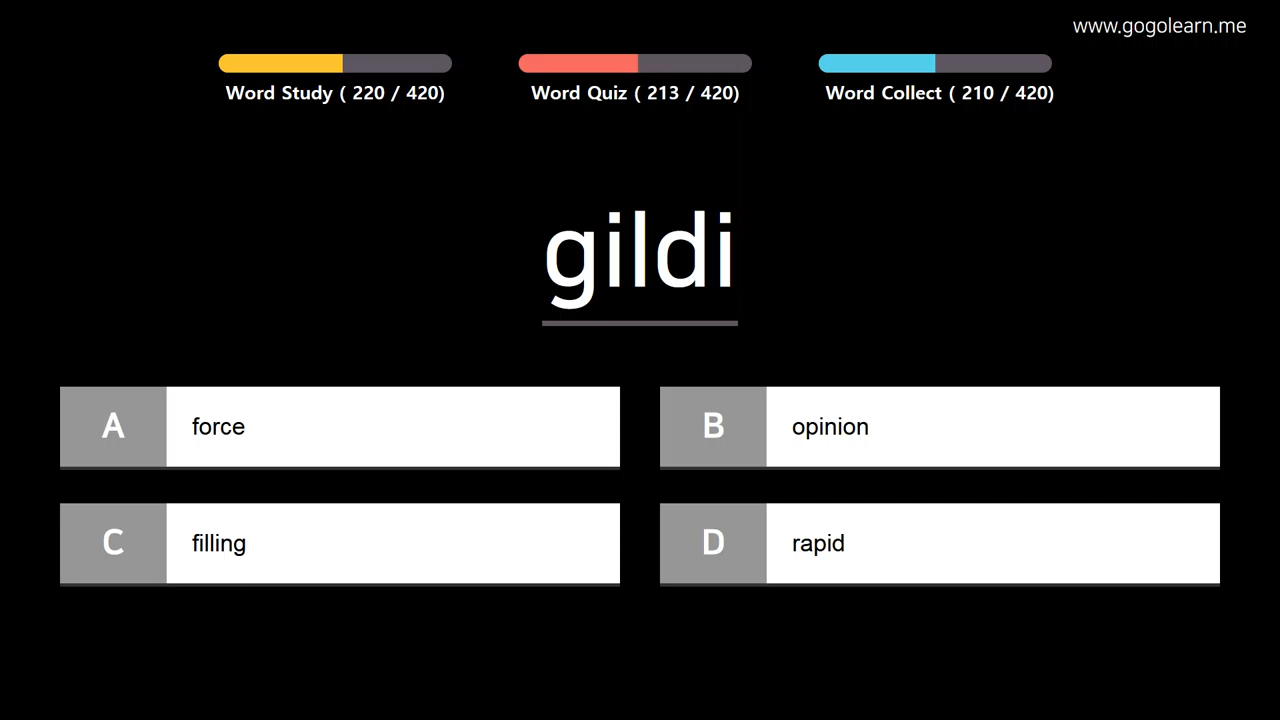 www.gogolearn.me
Word Study ( 220 / 420)
Word Quiz ( 213 / 420)
Word Collect ( 210 / 420)
gildi
A force
B opinion
C filling
D rapid